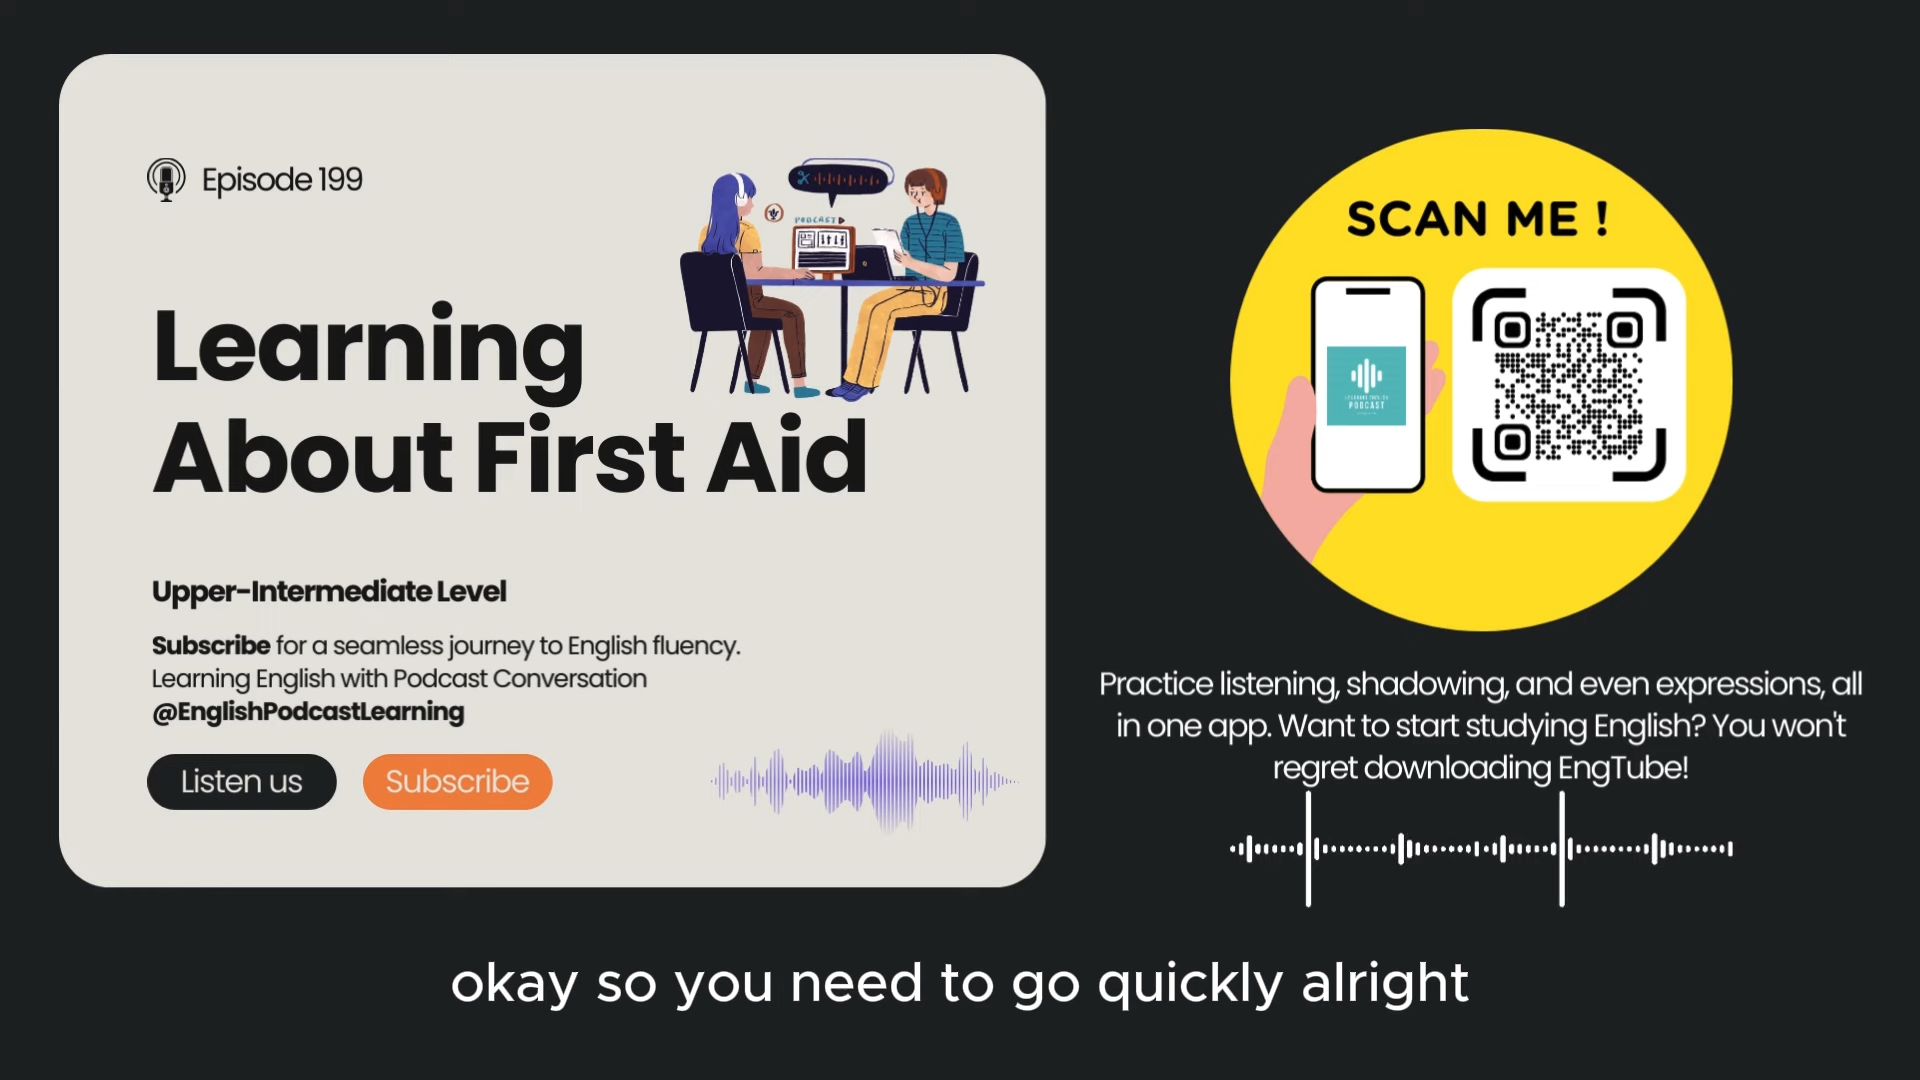 Episode 199
PODCAST
Learning
About First Aid
Upper-Intermediate Level
Subscribe for a seamless journey to English fluency.
Learning English with Podcast Conversation
@EnglishPodcastLearning
Listen us
Subscribe
SCAN ME !
PODCAST
Practice listening, shadowing, and even expressions, all
in one app. Want to start studying English? You won't
regret downloading EngTube!
okay so you need to go quickly alright